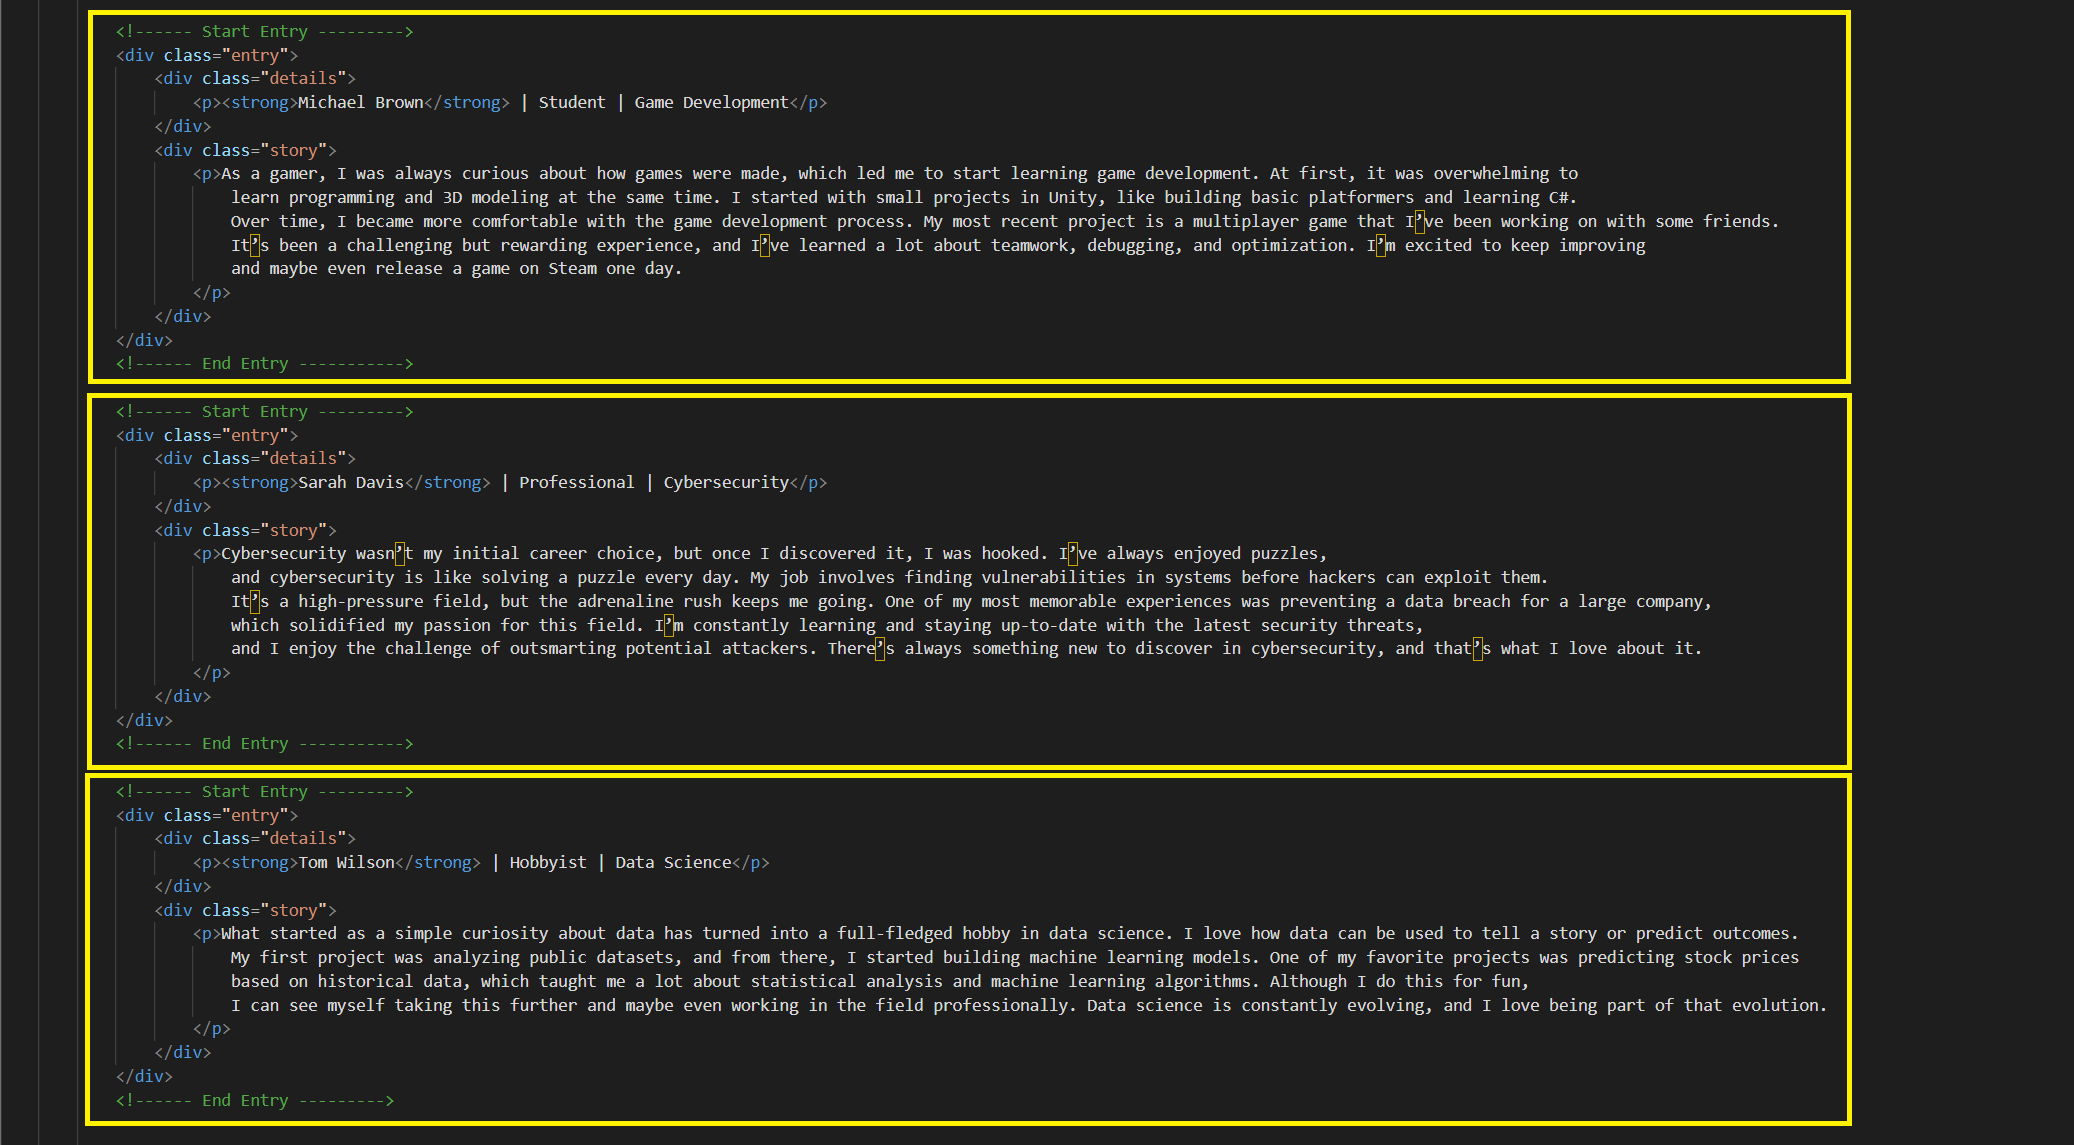 <!------ Start Entry --------->
<div class="entry">
<div class="details">
<p><strong>Michael Brown</strong> | Student | Game Development</p>
</div>
<div class="story">
<p>As a gamer, I was always curious about how games were made, which led me to start learning game development. At first, it was overwhelming to
learn programming and 3D modeling at the same time. I started with small projects in Unity, like building basic platformers and learning C#.
Over time, I became more comfortable with the game development process. My most recent project is a multiplayer game that I’ve been working on with some friends.
It’s been a challenging but rewarding experience, and I’ve learned a lot about teamwork, debugging, and optimization. I’m excited to keep improving
and maybe even release a game on Steam one day.
</p>
</div>
</div>
<!------ End Entry ----------->
<!------ Start Entry --------->
<div class="entry">
<div class="details">
<p><strong>Sarah Davis</strong> | Professional | Cybersecurity</p>
</div>
<div class="story">
<p>Cybersecurity wasn’t my initial career choice, but once I discovered it, I was hooked. I’ve always enjoyed puzzles,
and cybersecurity is like solving a puzzle every day. My job involves finding vulnerabilities in systems before hackers can exploit them.
It’s a high-pressure field, but the adrenaline rush keeps me going. One of my most memorable experiences was preventing a data breach for a large company,
which solidified my passion for this field. I’m constantly learning and staying up-to-date with the latest security threats,
and I enjoy the challenge of outsmarting potential attackers. There’s always something new to discover in cybersecurity, and that’s what I love about it.
</p>
</div>
</div>
<!------ End Entry ----------->
<!------ Start Entry --------->
<div class="entry">
<div class="details">
<p><strong>Tom Wilson</strong> | Hobbyist | Data Science</p>
</div>
<div class="story">
<p>What started as a simple curiosity about data has turned into a full-fledged hobby in data science. I love how data can be used to tell a story or predict outcomes.
My first project was analyzing public datasets, and from there, I started building machine learning models. One of my favorite projects was predicting stock prices
based on historical data, which taught me a lot about statistical analysis and machine learning algorithms. Although I do this for fun,
I can see myself taking this further and maybe even working in the field professionally. Data science is constantly evolving, and I love being part of that evolution.
</p>
</div>
</div>
<!------ End Entry --------->